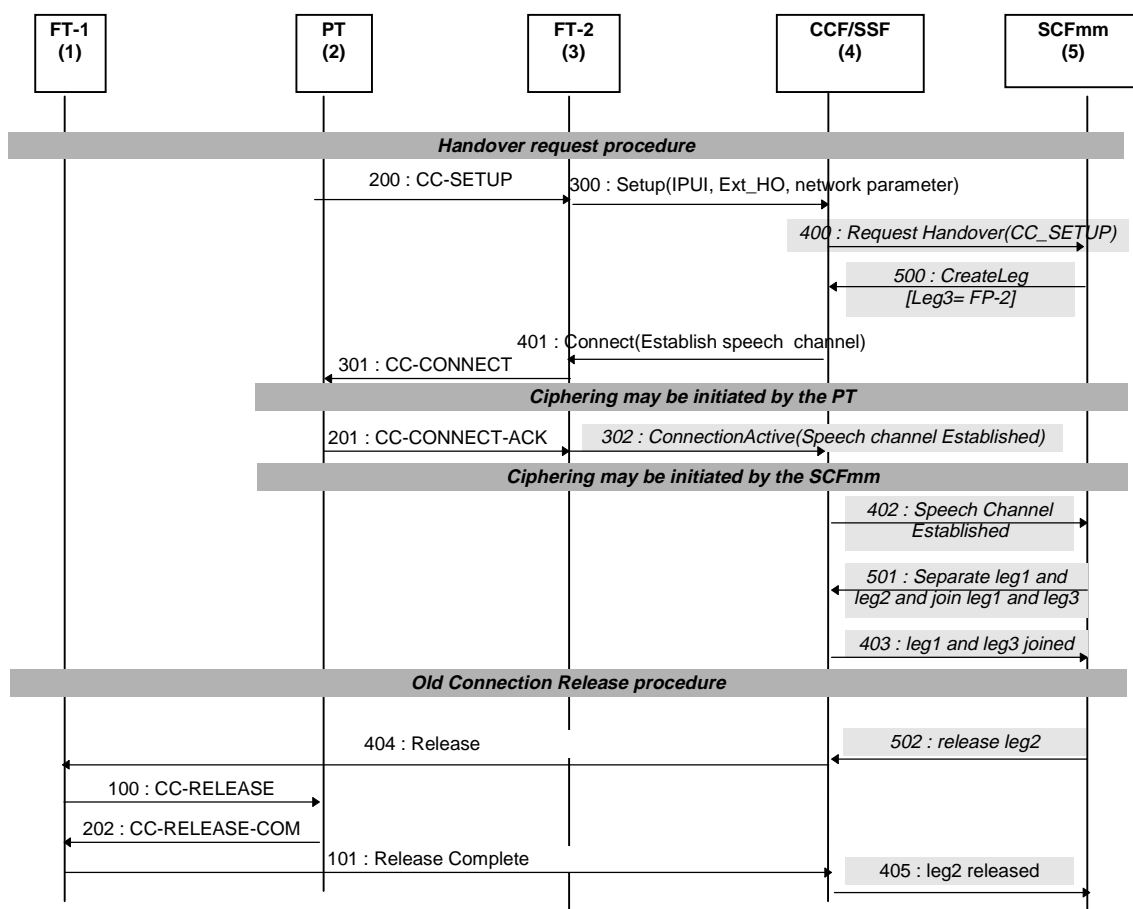 FT-1
(1)
PT
(2)
FT-2
(3)
CCF/SSF
(4)
SCFmm
(5)
Handover request procedure
200 : CC-SETUP
300 : Setup(IPUI, Ext_HO, network parameter)
400 : Request Handover(CC_SETUP)
500 : CreateLeg
[Leg3= FP-2]
401 : Connect(Establish speech channel)
301 : CC-CONNECT
Ciphering may be initiated by the PT
201 : CC-CONNECT-ACK
302 : ConnectionActive(Speech channel Established)
Ciphering may be initiated by the SCFmm
402 : Speech Channel
Established
501 : Separate leg1 and
leg2 and join leg1 and leg3
403 : leg1 and leg3 joined
Old Connection Release procedure
404 : Release
502 : release leg2
100 : CC-RELEASE
202 : CC-RELEASE-COM
101 : Release Complete
405 : leg2 released